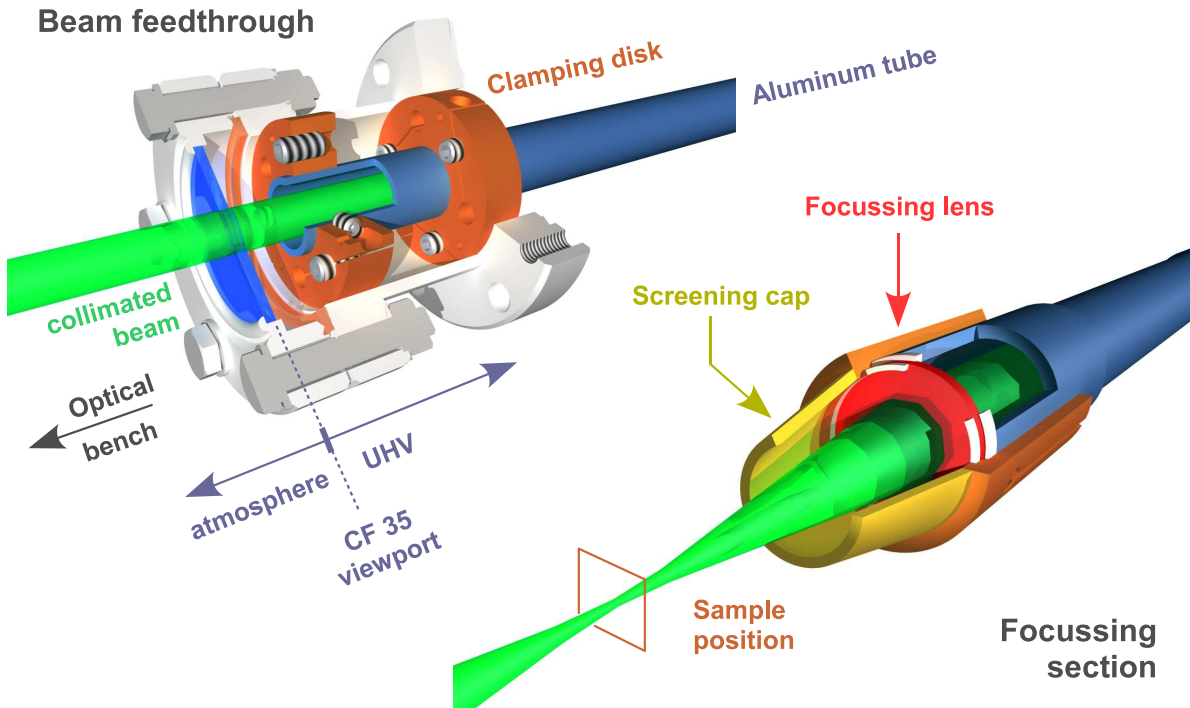 Beam feedthrough
Clamping disk
Aluminum tube
collimated
beam
Optical
bench
atmosphere
UHV
CF 35
viewport
Focussing lens
Screening cap
Sample
position
Focussing
section